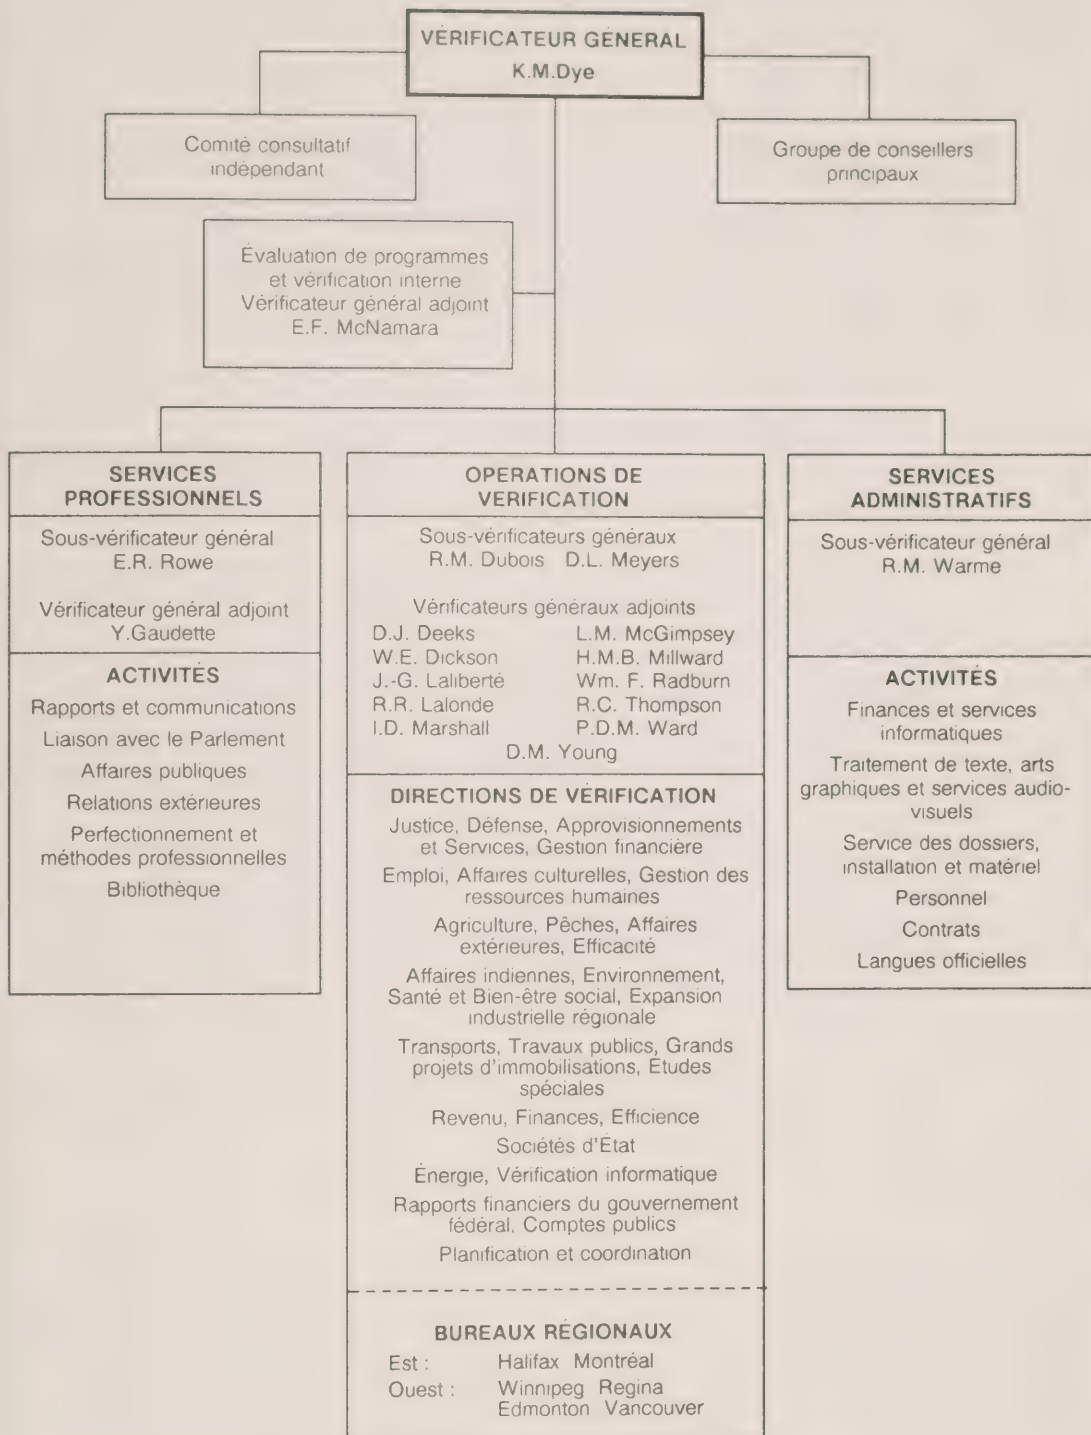 VÉRIFICATEUR GÉNÉRAL
K.M.Dye
Comité consultatif
indépendant
Groupe de conseillers
principaux
Évaluation de programmes
et vérification interne
Vérificateur général adjoint
E.F. McNamara
SERVICES
PROFESSIONNELS
Sous-vérificateur général
E.R. Rowe
Vérificateur général adjoint
Y.Gaudette
ACTIVITÉS
Rapports et communications
Liaison avec le Parlement
Affaires publiques
Relations extérieures
Perfectionnement et
méthodes professionnelles
Bibliothèque
OPERATIONS DE
VERIFICATION
Sous-vérificateurs généraux
R.M. Dubois D.L. Meyers
Vérificateurs généraux adjoints
D.J. Deeks L.M. McGimpsey
W.E. Dickson H.M.B. Millward
J.-G. Laliberté Wm. F. Radburn
R.R. Lalonde R.C. Thompson
I.D. Marshall P.D.M. Ward
D.M. Young
DIRECTIONS DE VÉRIFICATION
Justice, Défense, Approvisionnements
et Services, Gestion financière
Emploi, Affaires culturelles, Gestion des
ressources humaines
Agriculture, Pêches, Affaires
extérieures, Efficacité
Affaires indiennes, Environnement,
Santé et Bien-être social, Expansion
industrielle régionale
Transports, Travaux publics, Grands
projets d'immobilisations, Etudes
spéciales
Revenu, Finances, Efficience
Sociétés d'État
Énergie, Vérification informatique
Rapports financiers du gouvernement
fédéral, Comptes publics
Planification et coordination
BUREAUX RÉGIONAUX
Est : Halifax Montréal
Ouest : Winnipeg Regina
Edmonton Vancouver
SERVICES
ADMINISTRATIFS
Sous-vérificateur général
R.M. Warme
ACTIVITÉS
Finances et services
informatiques
Traitement de texte, arts
graphiques et services audio-
visuels
Service des dossiers,
installation et matériel
Personnel
Contrats
Langues officielles